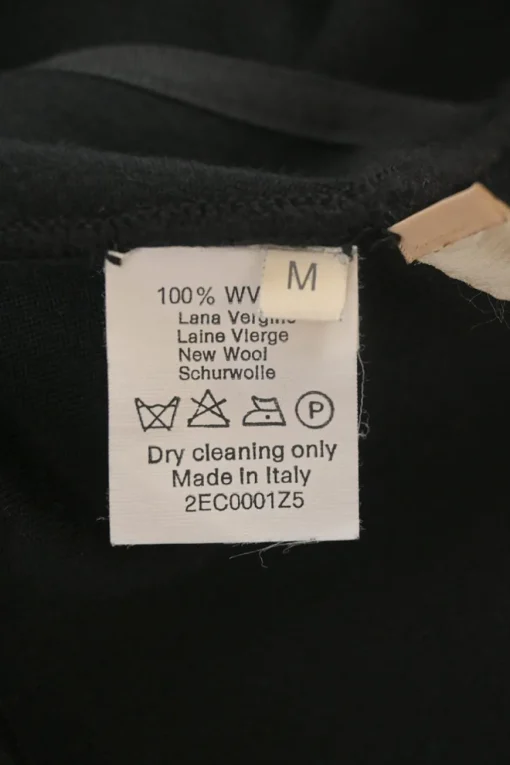 M
100% WV
Lana Vergine
Laine Vierge
New Wool
Schurwolle
P
Dry cleaning only
Made in Italy
2EC0001Z5